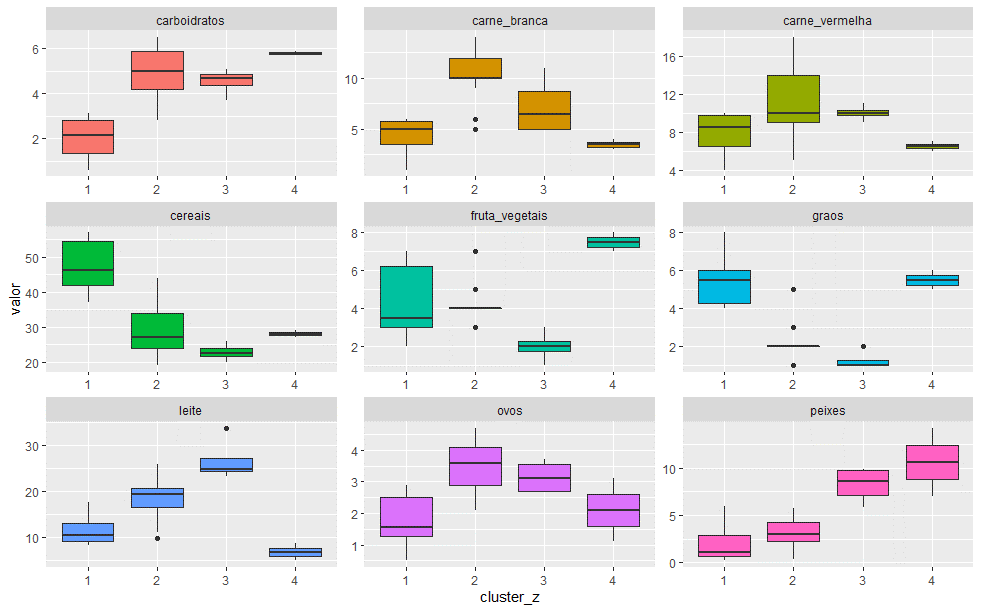 carboidratos
carne_branca
carne_vermelha
6
4
2
10
5
16
12
8
4
1 2 3 4
1 2 3 4
1 2 3 4
cereais
fruta_vegetais
graos
valor
50
40
30
20
8
6
4
2
8
6
4
2
1 2 3 4
1 2 3 4
1 2 3 4
leite
ovos
peixes
30
20
10
4
3
2
1
10
5
0
1 2 3 4
1 2 3 4
1 2 3 4
cluster_z